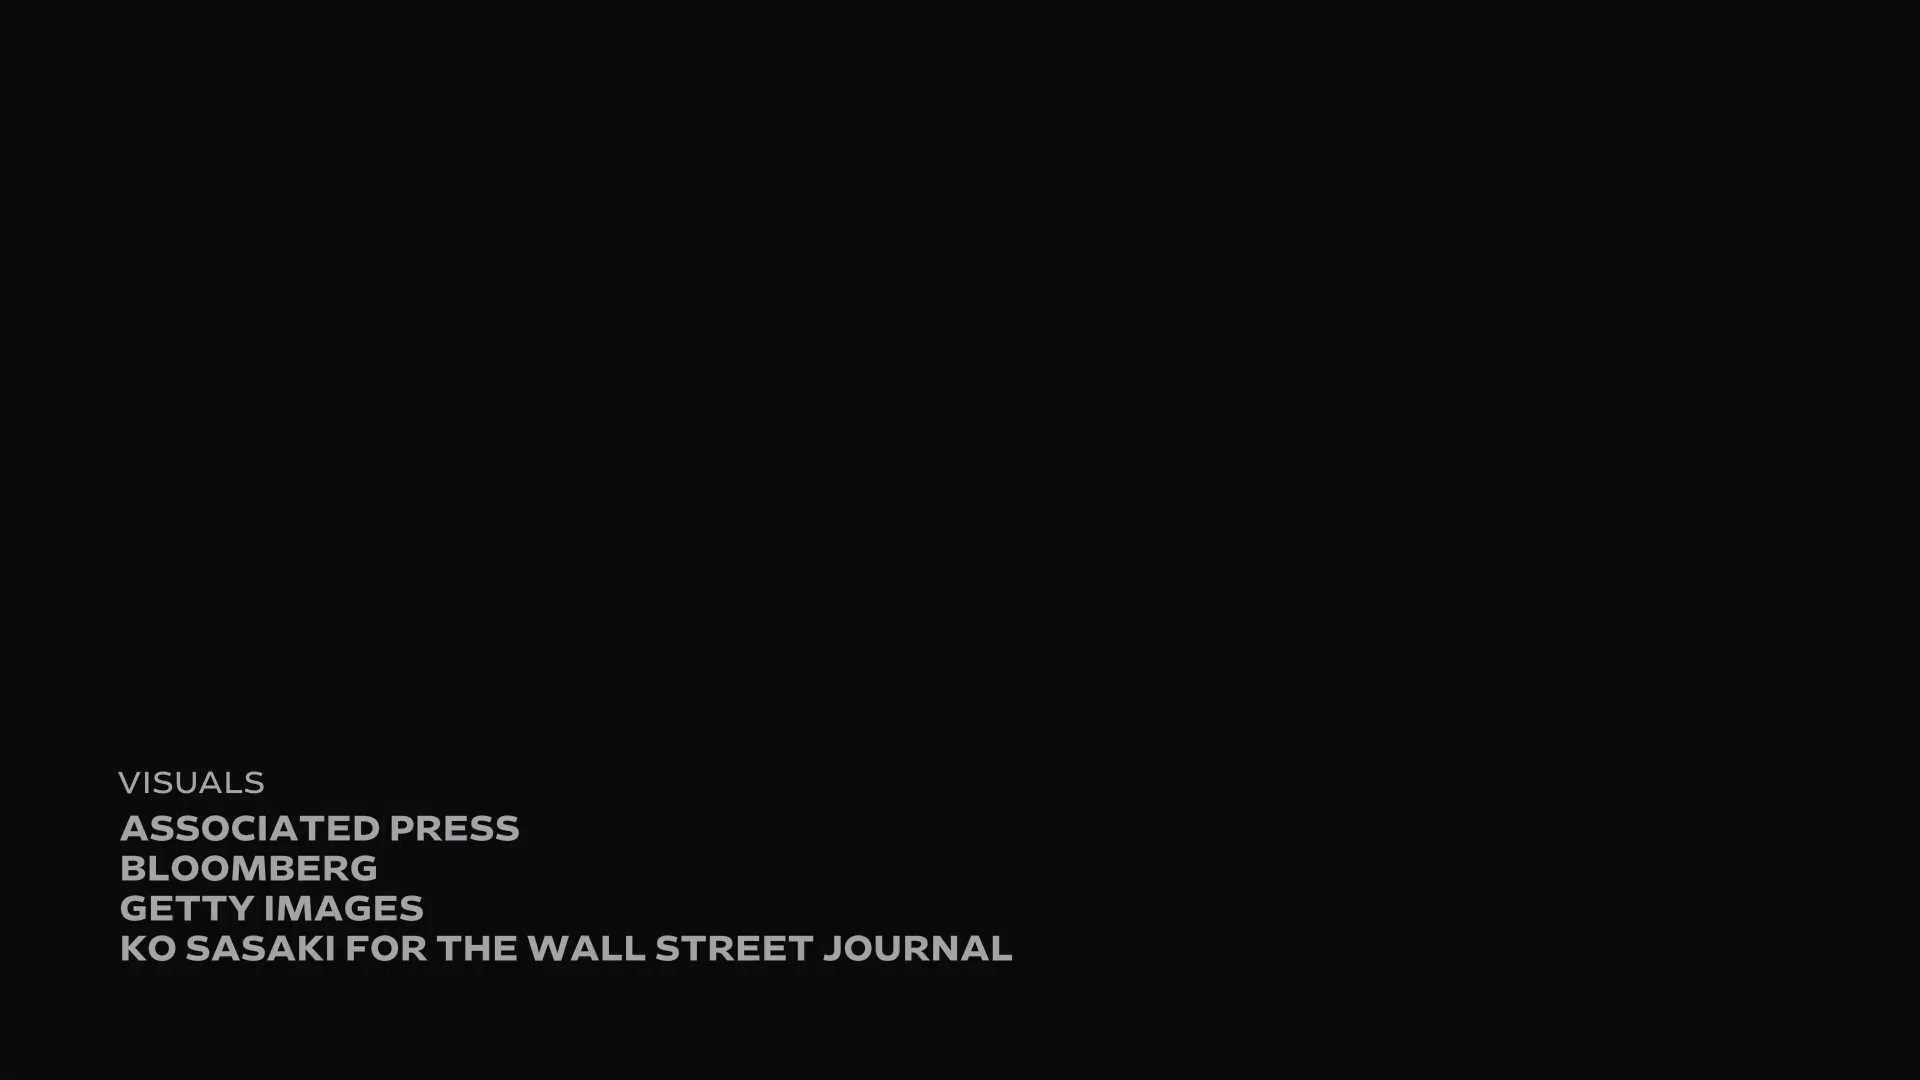 VISUALS
ASSOCIATED PRESS
BLOOMBERG
GETTY IMAGES
KO SASAKI FOR THE WALL STREET JOURNAL